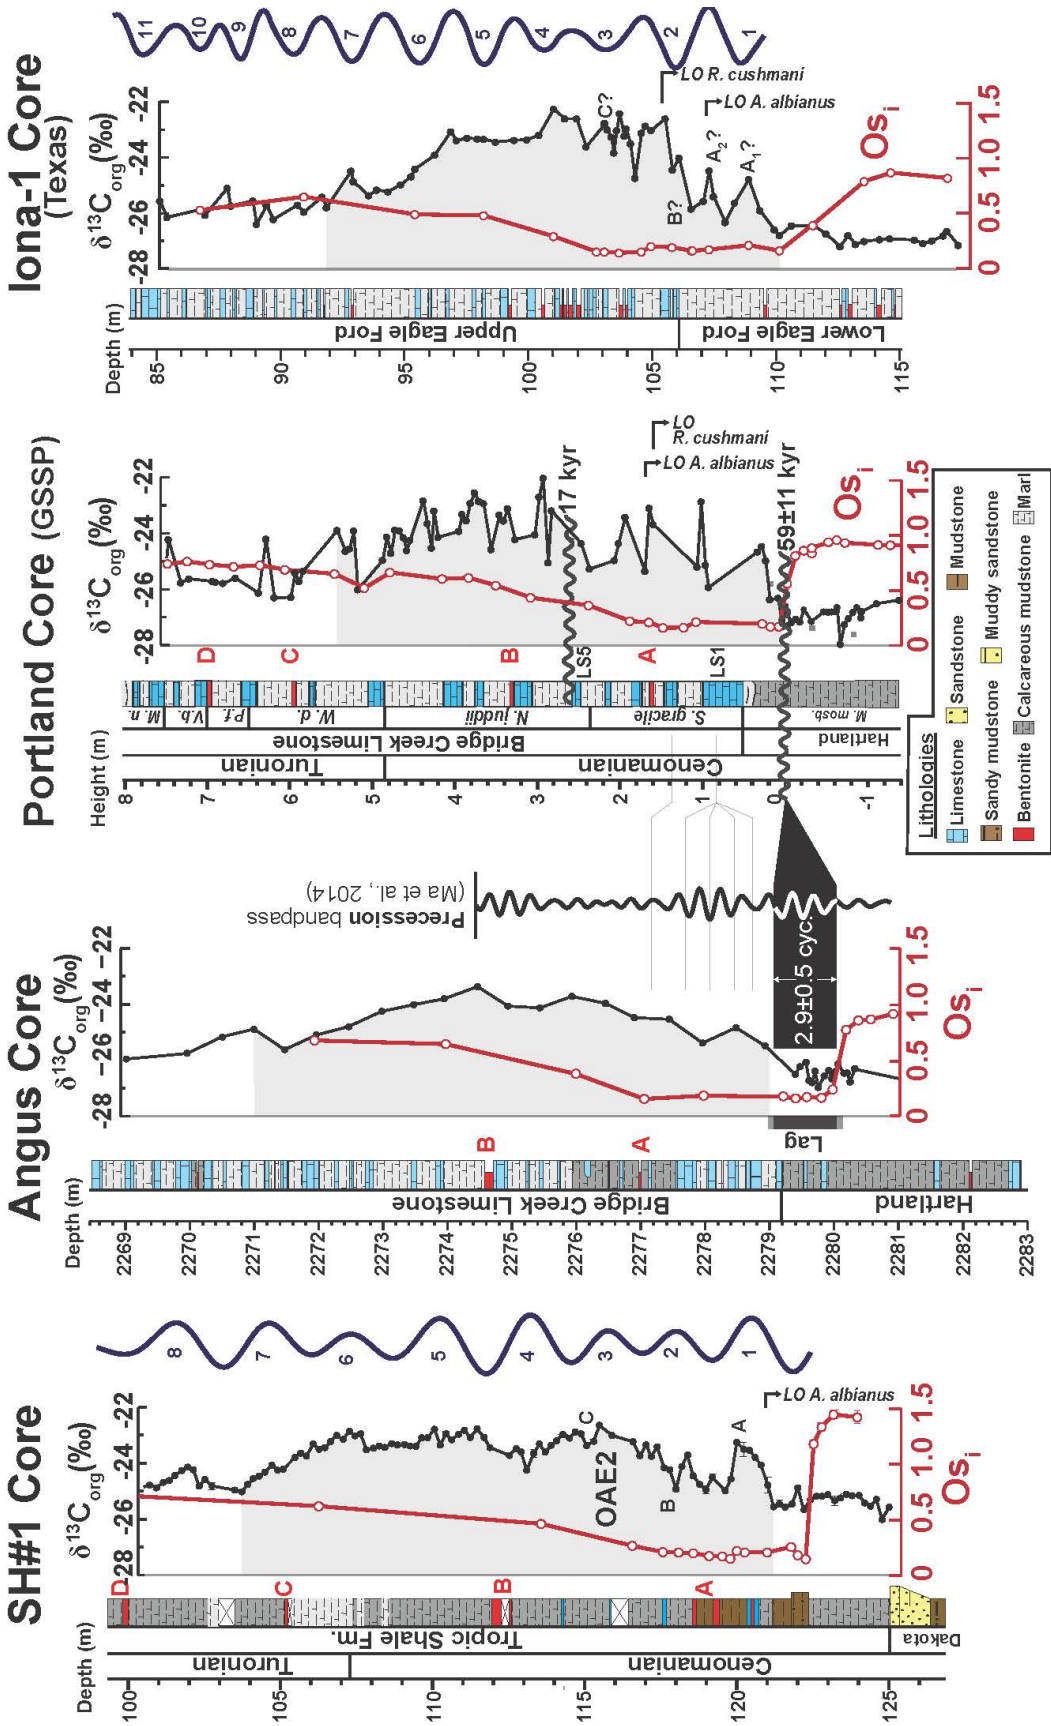 SH#1 Core
δ¹³Corg(‰)
-28 -26 -24 -22
Depth (m)
100
105
110
115
120
125
Turonian
Cenomanian
Tropic Shale Fm.
Dakota
D
C
B
A
OAE2
C
B
A
LO A. albianus
0 0.5 1.0 1.5
Osi
8 7 6 5 4 3 2 1
Angus Core
δ¹³Corg(‰)
-28 -26 -24 -22
Depth (m)
2269
2270
2271
2272
2273
2274
2275
2276
2277
2278
2279
2280
2281
2282
2283
Bridge Creek Limestone
Hartland
B
A
Lag
2.9±0.5 cyc.
0 0.5 1.0 1.5
Osi
Precession bandpass
(Ma et al., 2014)
Portland Core (GSSP)
δ¹³Corg(‰)
-28 -26 -24 -22
Height (m)
8
7
6
5
4
3
2
1
0
-1
Turonian
Cenomanian
Bridge Creek Limestone
Hartland
M. n.
V.b.
P.f.
W. d.
N. juddii
S. gracile
M. mosb.
D
C
B
A
LS5
LS1
17 kyr
59±11 kyr
LO
R. cushmani
LO A. albianus
0 0.5 1.0 1.5
Osi
Lithologies
Limestone
Sandstone
Mudstone
Sandy mudstone
Muddy sandstone
Bentonite
Calcareous mudstone
Marl
Iona-1 Core
(Texas)
δ¹³Corg(‰)
-28 -26 -24 -22
Depth (m)
85
90
95
100
105
110
115
Upper Eagle Ford
Lower Eagle Ford
C?
B?
A₂?
A₁?
LO R. cushmani
LO A. albianus
0 0.5 1.0 1.5
Osi
11 10 9 8 7 6 5 4 3 2 1